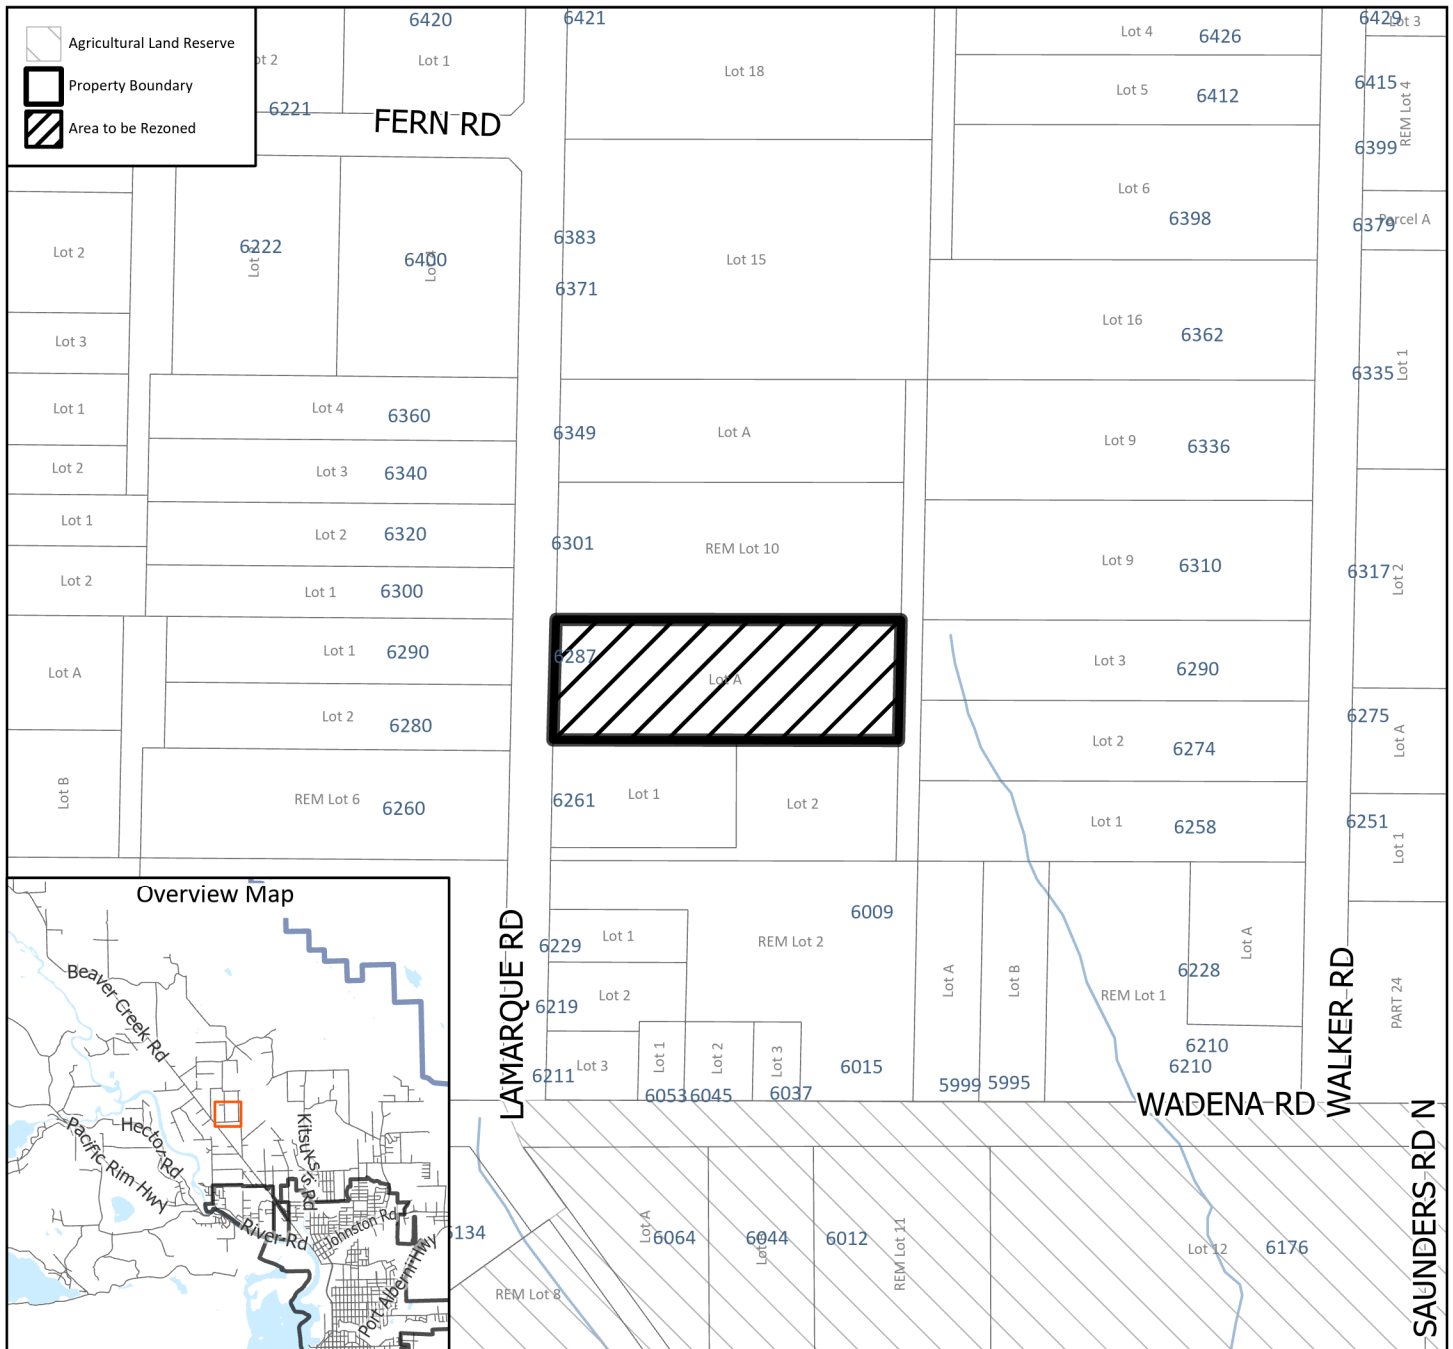 Agricultural Land Reserve
Property Boundary
Area to be Rezoned
6420
6421
6429
Lot 3
Lot 4
6426
Lot 1
Lot 18
6415
REM Lot 4
Lot 5
6412
6221
FERN RD
6399
Lot 6
6398
6379
Parcel A
Lot 2
6222
6400
6383
Lot 15
6371
Lot 16
6362
Lot 3
6335
Lot 1
Lot 1
Lot 4
6360
6349
Lot A
Lot 9
6336
Lot 2
Lot 3
6340
Lot 1
Lot 2
6320
6301
REM Lot 10
Lot 9
6310
6317
Lot 2
Lot 2
Lot 1
6300
Lot 1
6290
6287
Lot A
Lot 3
6290
Lot A
Lot 2
6280
6275
Lot A
Lot 2
6274
Lot B
REM Lot 6
6260
6261
Lot 1
Lot 2
Lot 1
6258
6251
Lot 1
LAMARQUE RD
6009
Lot 1
6229
REM Lot 2
Lot A
Lot B
REM Lot 1
6228
Lot A
WALKER RD
PART 24
Lot 2
6219
Lot 3
6211
Lot 1
Lot 2
Lot 3
6015
6053
6045
6037
5999
5995
6210
6210
WADENA RD
SAUNDERS RD N
6134
REM Lot 8
Lot A
6064
6044
6012
REM Lot 11
Lot 12
6176
Overview Map
Beaver Creek Rd
Hector Rd
Pacific Rim Hwy
Kitsuksis Rd
River Rd
Johnston Rd
Port Alberni Hwy